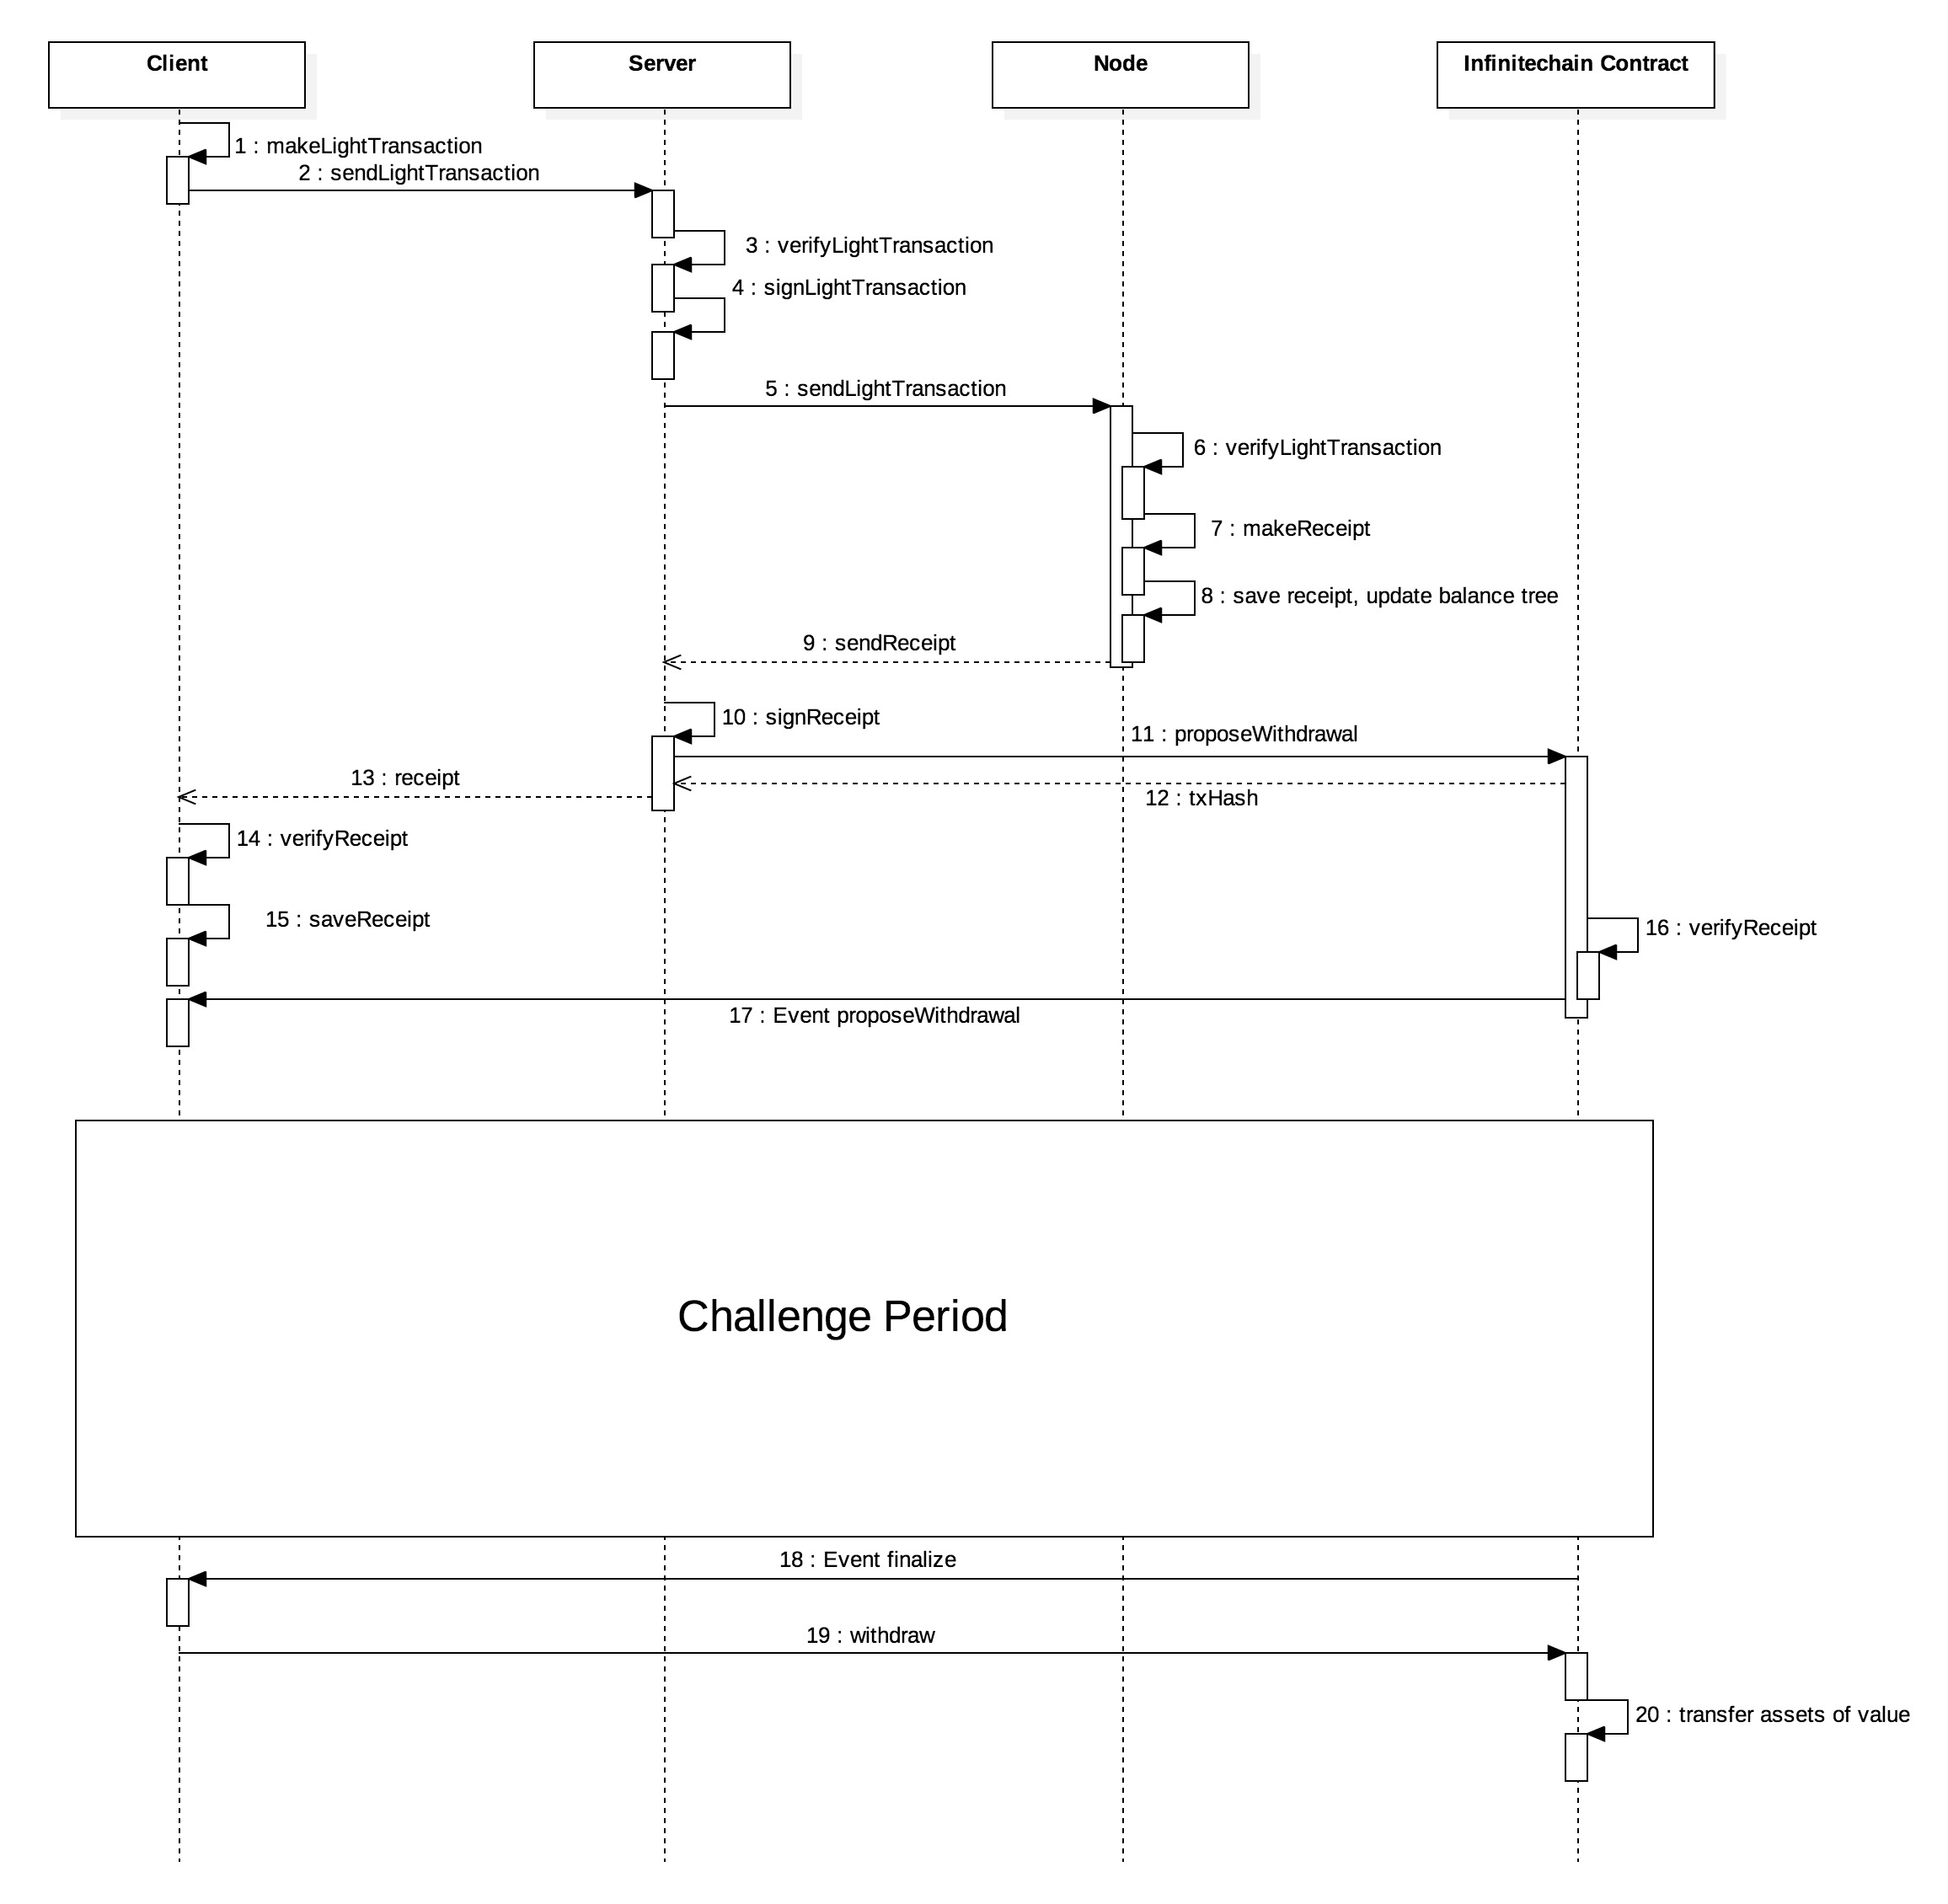 Client
Server
Node
Infinitechain Contract
1 : makeLightTransaction
2 : sendLightTransaction
3 : verifyLightTransaction
4 : signLightTransaction
5 : sendLightTransaction
6 : verifyLightTransaction
7 : makeReceipt
8 : save receipt, update balance tree
9 : sendReceipt
10 : signReceipt
11 : proposeWithdrawal
12 : txHash
13 : receipt
14 : verifyReceipt
15 : saveReceipt
16 : verifyReceipt
17 : Event proposeWithdrawal
Challenge Period
18 : Event finalize
19 : withdraw
20 : transfer assets of value